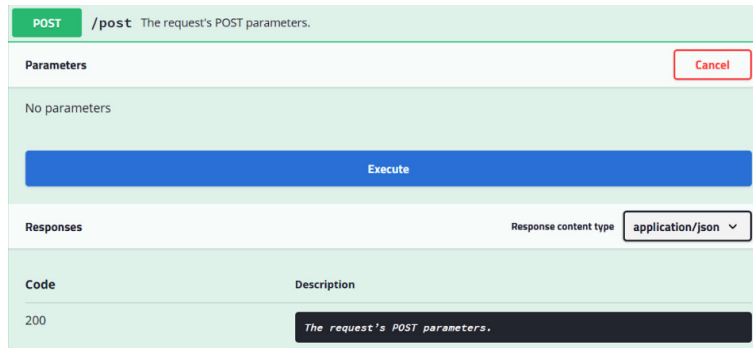 POST /post The request's POST parameters.
Parameters Cancel
No parameters
Execute
Responses Response content type application/json
Code Description
200 The request's POST parameters.